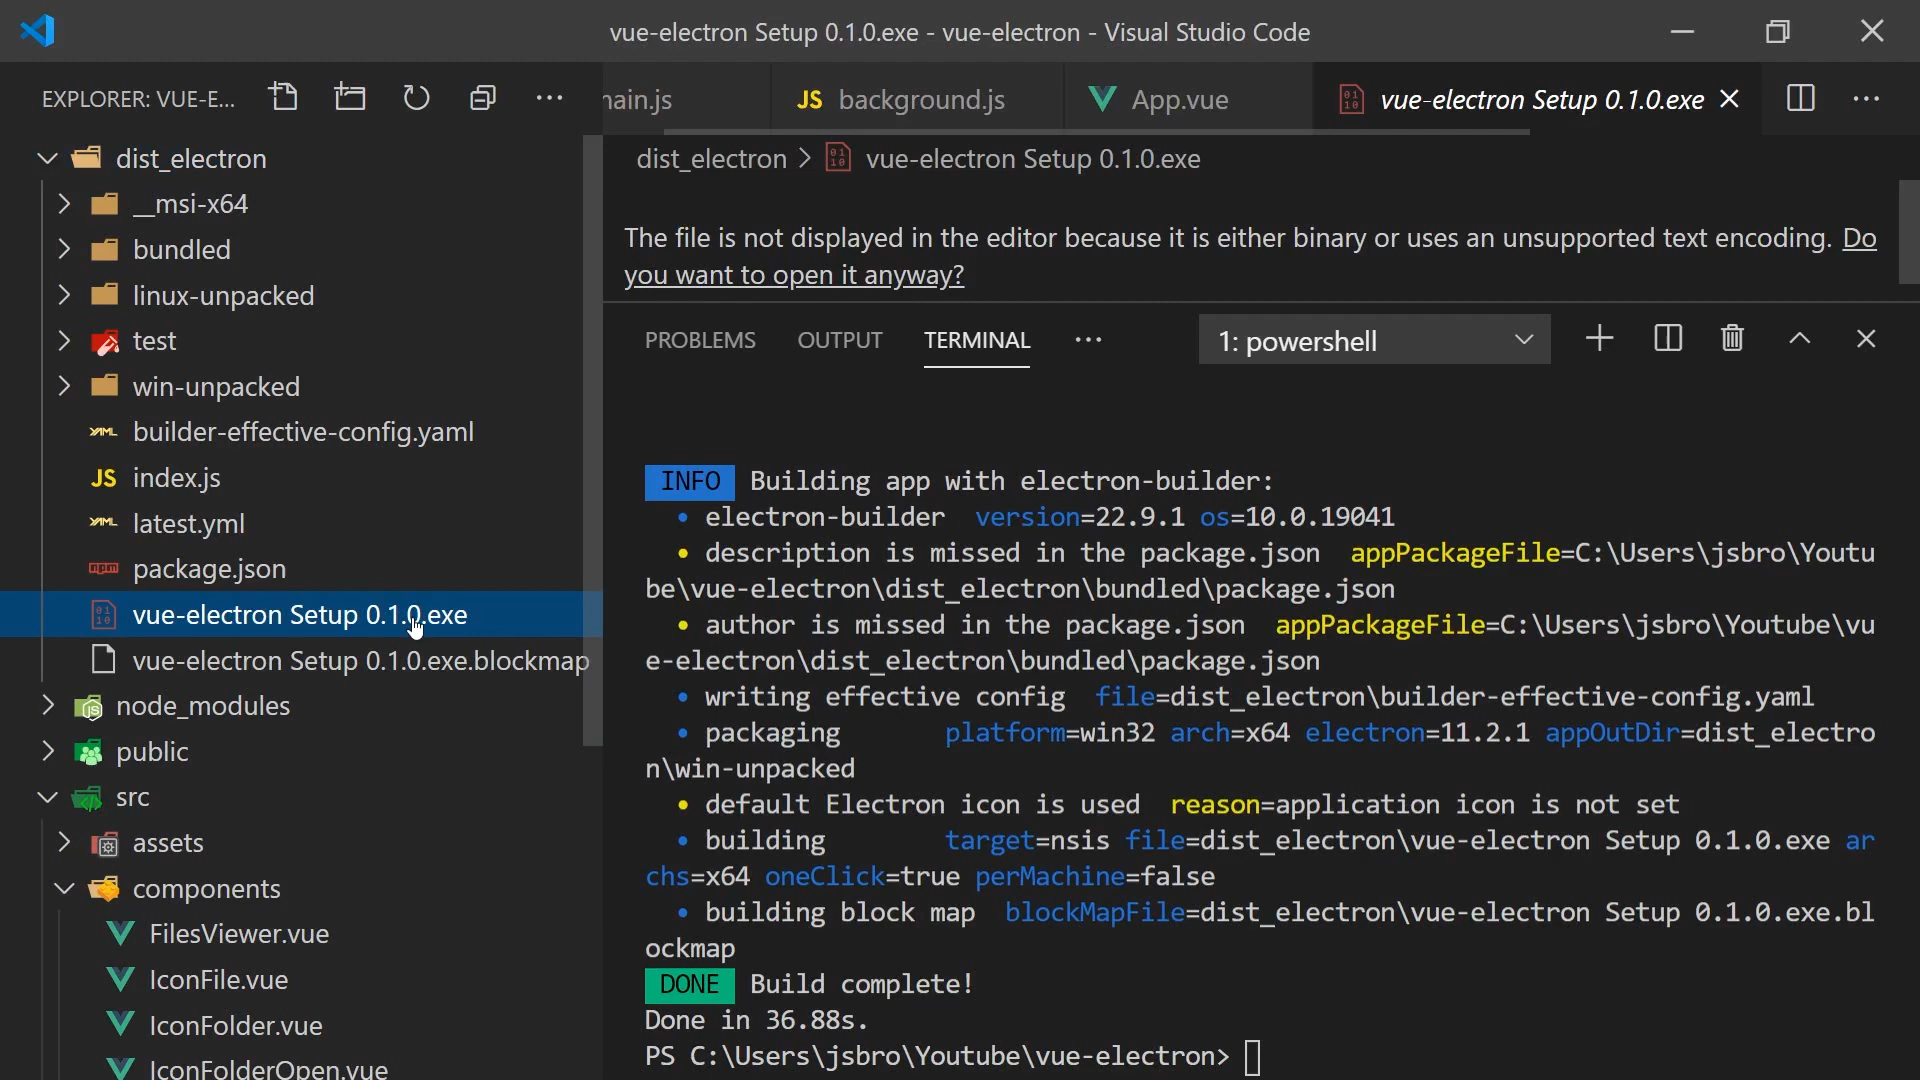 vue-electron Setup 0.1.0.exe - vue-electron - Visual Studio Code
EXPLORER: VUE-E...
nain.js
JS background.js
App.vue
vue-electron Setup 0.1.0.exe
dist_electron > vue-electron Setup 0.1.0.exe
dist_electron
__msi-x64
bundled
linux-unpacked
test
win-unpacked
YAML builder-effective-config.yaml
JS index.js
YAML latest.yml
npm package.json
vue-electron Setup 0.1.0.exe
vue-electron Setup 0.1.0.exe.blockmap
node_modules
public
src
assets
components
FilesViewer.vue
IconFile.vue
IconFolder.vue
IconFolderOpen.vue
The file is not displayed in the editor because it is either binary or uses an unsupported text encoding. Do
you want to open it anyway?
PROBLEMS OUTPUT TERMINAL ... 1: powershell
INFO Building app with electron-builder:
• electron-builder version=22.9.1 os=10.0.19041
• description is missed in the package.json appPackageFile=C:\Users\jsbro\Youtu
be\vue-electron\dist_electron\bundled\package.json
• author is missed in the package.json appPackageFile=C:\Users\jsbro\Youtube\vu
e-electron\dist_electron\bundled\package.json
• writing effective config file=dist_electron\builder-effective-config.yaml
• packaging platform=win32 arch=x64 electron=11.2.1 appOutDir=dist_electro
n\win-unpacked
• default Electron icon is used reason=application icon is not set
• building target=nsis file=dist_electron\vue-electron Setup 0.1.0.exe ar
chs=x64 oneClick=true perMachine=false
• building block map blockMapFile=dist_electron\vue-electron Setup 0.1.0.exe.bl
ockmap
DONE Build complete!
Done in 36.88s.
PS C:\Users\jsbro\Youtube\vue-electron>